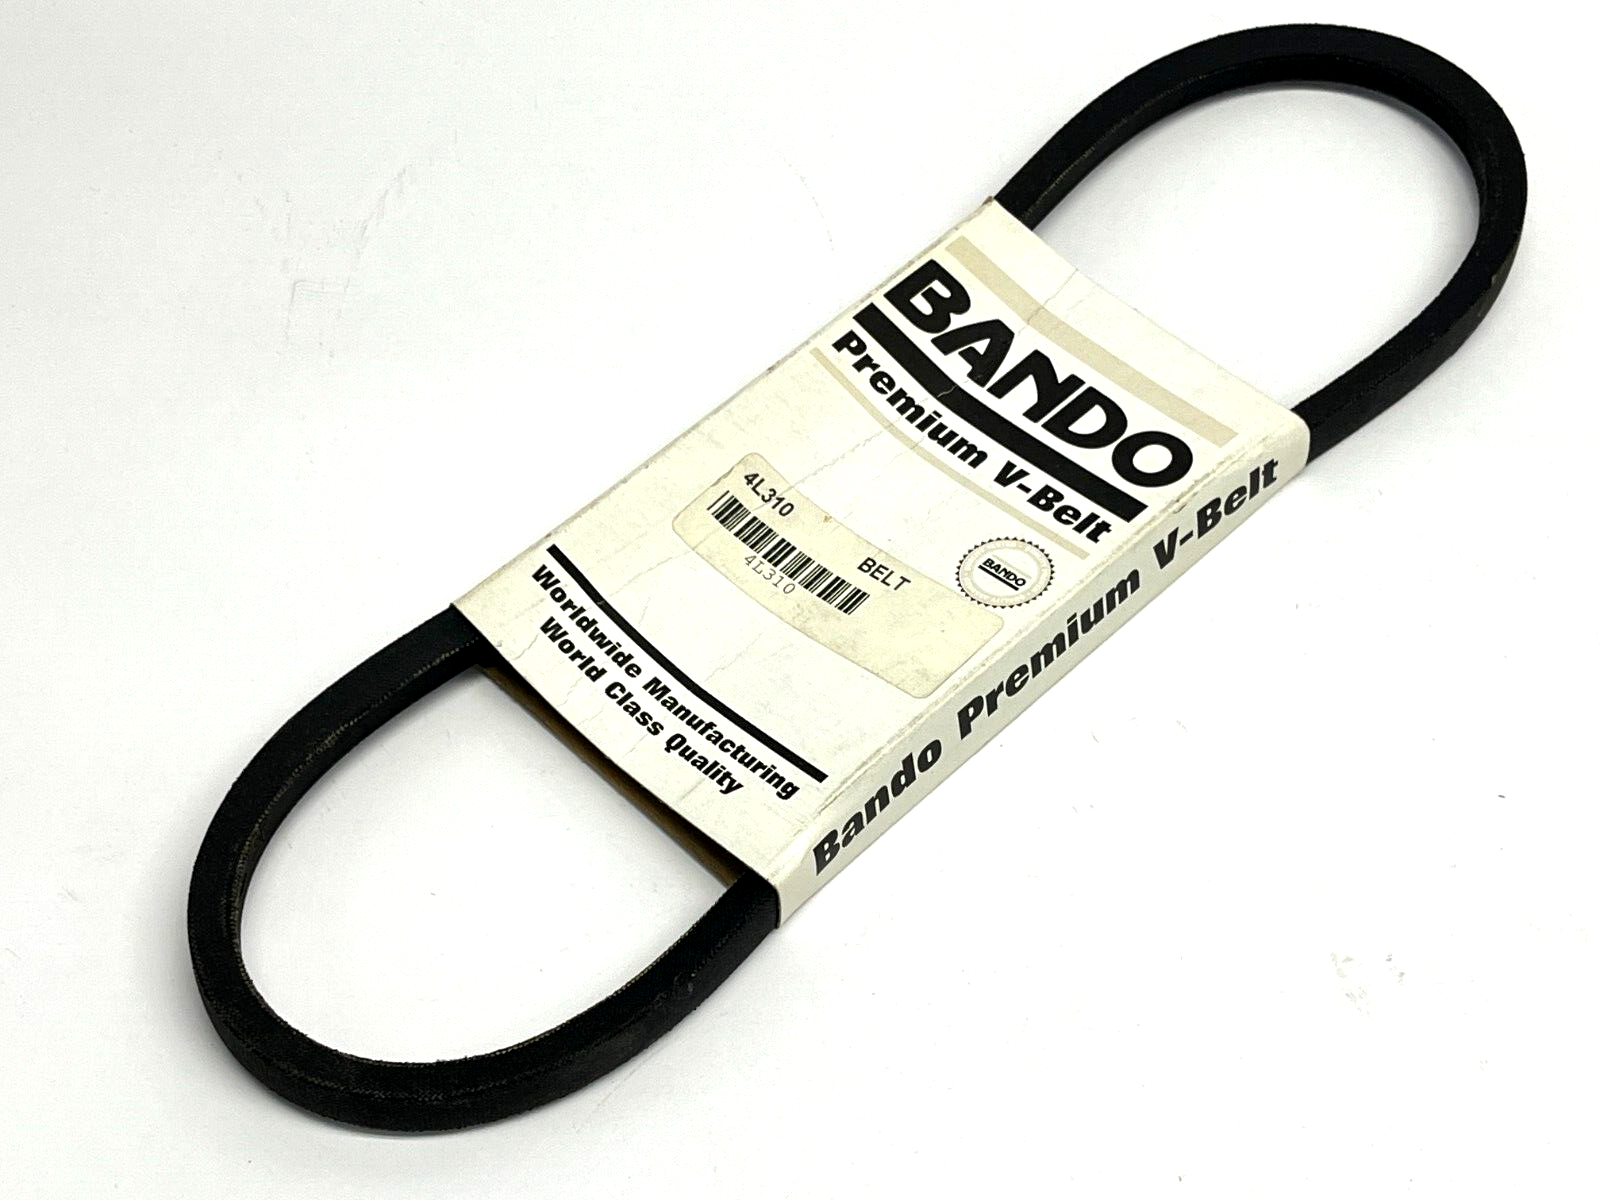 BANDO
Premium V-Belt
4L310
BELT
4L310
BANDO
Worldwide Manufacturing
World Class Quality
Bando Premium V-Belt